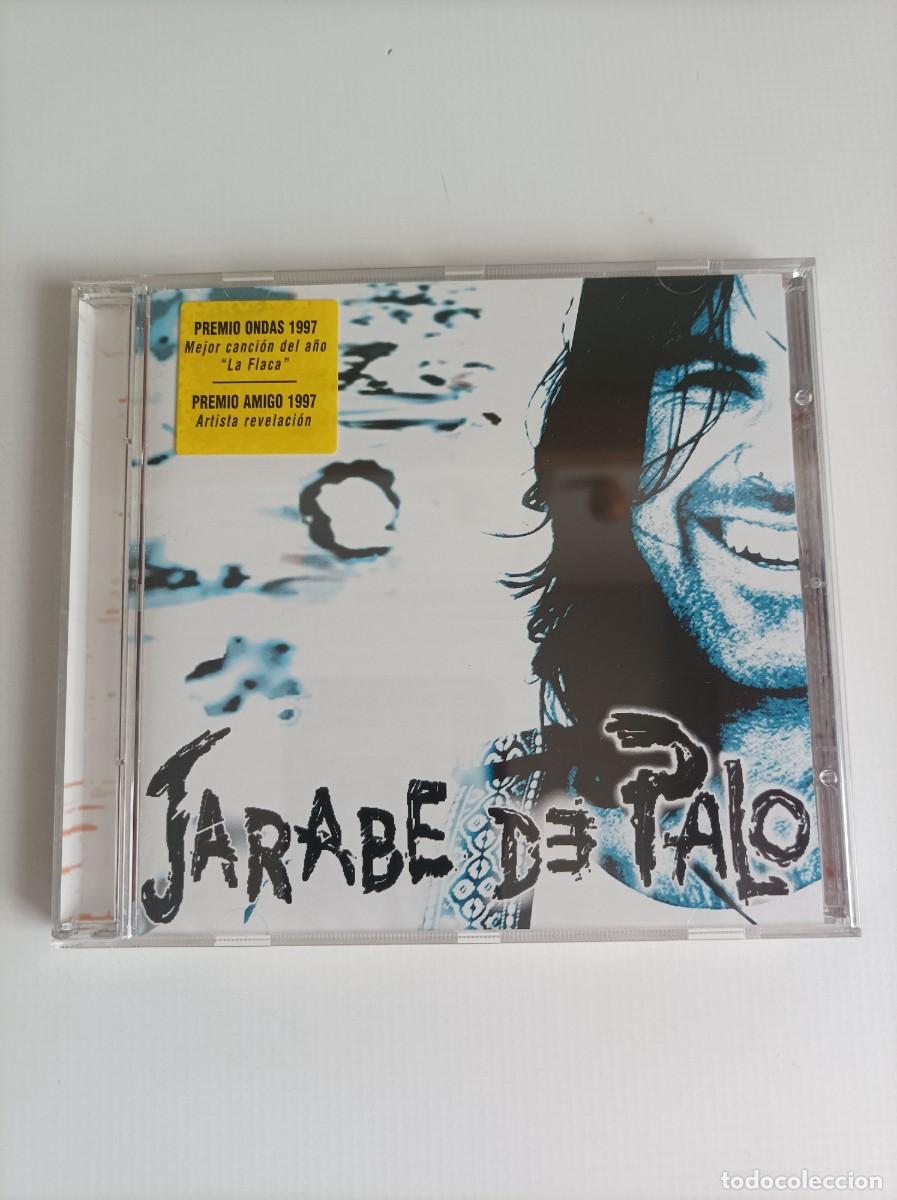 PREMIO ONDAS 1997
Mejor canción del año
"La Flaca"
PREMIO AMIGO 1997
Artista revelación
JARABE DE PALO
todocoleccion